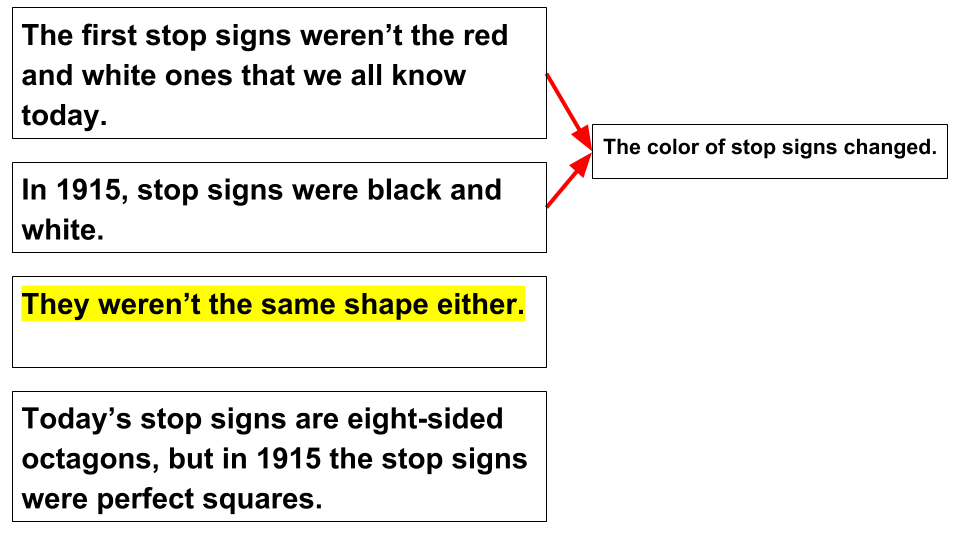 The first stop signs weren’t the red
and white ones that we all know
today.
In 1915, stop signs were black and
white.
The color of stop signs changed.
They weren’t the same shape either.
Today’s stop signs are eight-sided
octagons, but in 1915 the stop signs
were perfect squares.